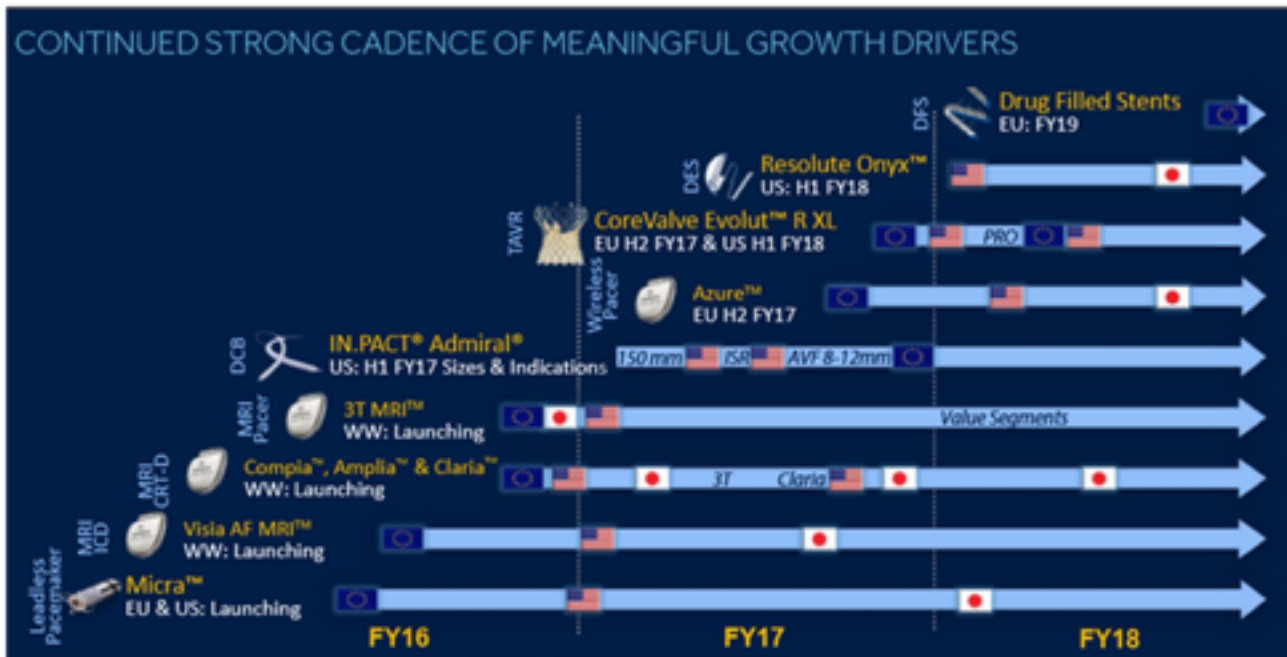 CONTINUED STRONG CADENCE OF MEANINGFUL GROWTH DRIVERS
DFS
Drug Filled Stents
EU: FY19
DES
Resolute Onyx™
US: H1 FY18
TAVR
CoreValve Evolut™ R XL
EU H2 FY17 & US H1 FY18
PRO
Wireless
Pacer
Azure™
EU H2 FY17
DCB
IN.PACT® Admiral®
US: H1 FY17 Sizes & Indications
150 mm
ISR
AVF 8-12mm
MRI
Pacer
3T MRI™
WW: Launching
Value Segments
MRI
CRT-D
Compia™, Amplia™ & Claria™
WW: Launching
3T
Claria
MRI
ICD
Visia AF MRI™
WW: Launching
Leadless
Pacemaker
Micra™
EU & US: Launching
FY16
FY17
FY18